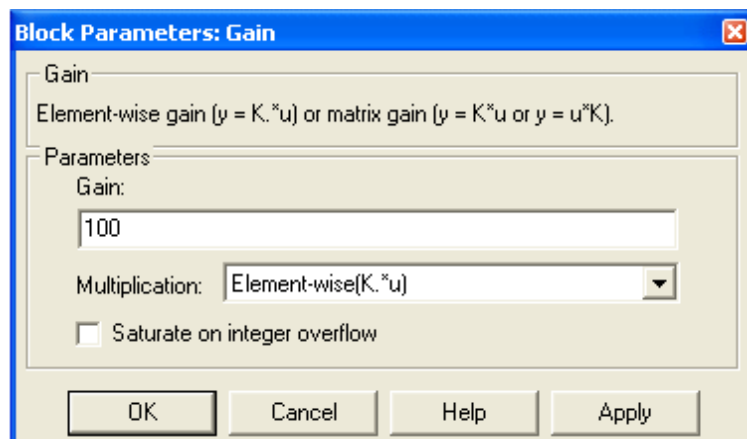 Block Parameters: Gain
Gain
Element-wise gain (y = K.*u) or matrix gain (y = K*u or y = u*K).
Parameters
Gain:
100
Multiplication: Element-wise(K.*u)
Saturate on integer overflow
OK Cancel Help Apply